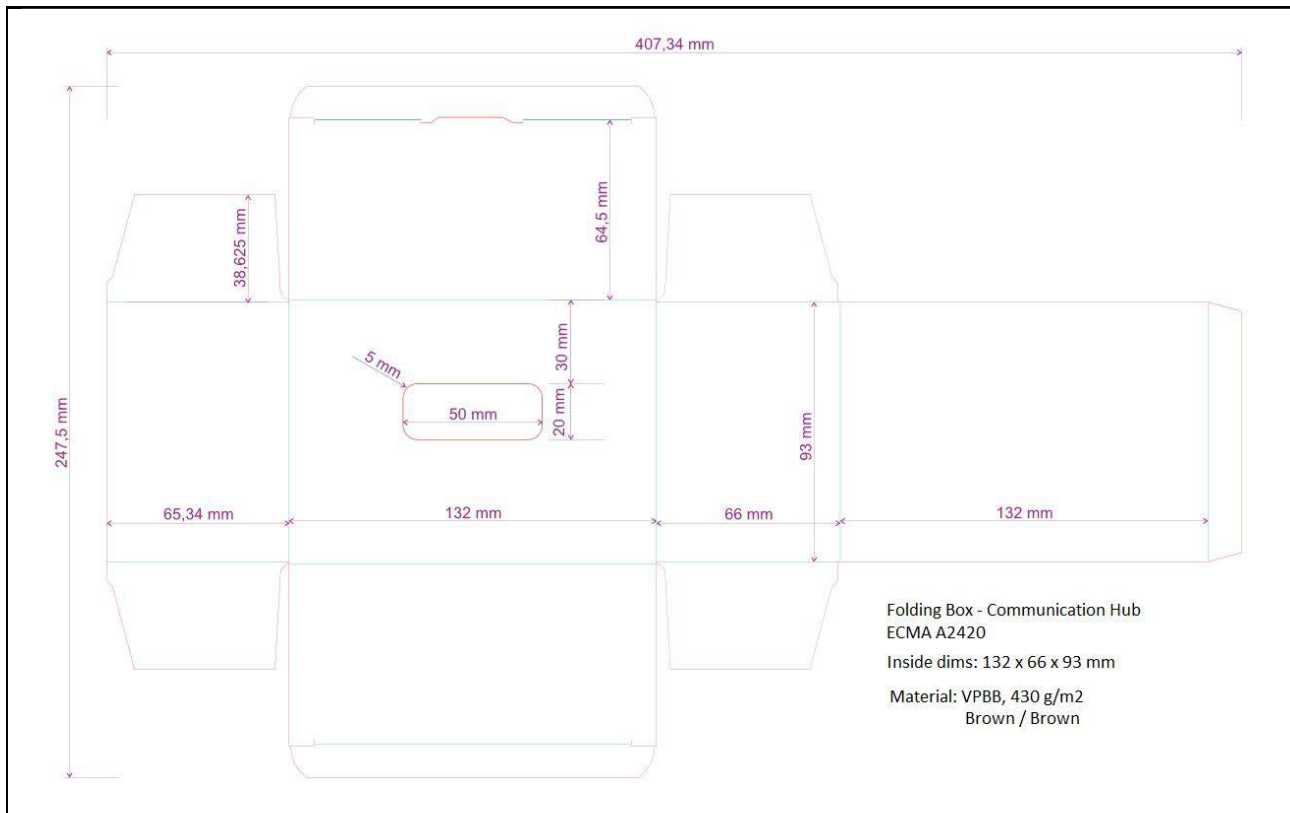 407,34 mm
64,5 mm
38,625 mm
30 mm
5 mm
50 mm
20 mm
247,5 mm
93 mm
65,34 mm
132 mm
66 mm
132 mm
Folding Box - Communication Hub
ECMA A2420
Inside dims: 132 x 66 x 93 mm
Material: VPBB, 430 g/m2
Brown / Brown